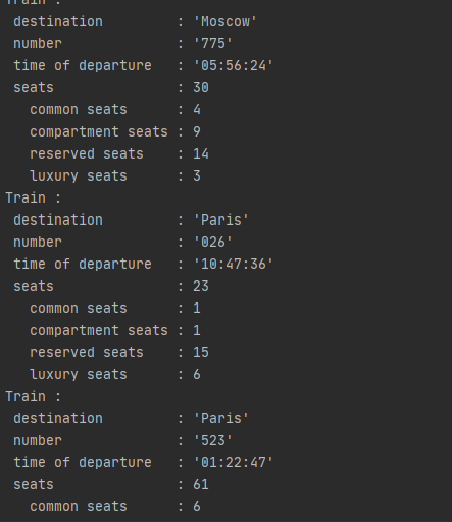 Train :
 destination         : 'Moscow'
 number              : '775'
 time of departure   : '05:56:24'
 seats               : 30
   common seats      : 4
   compartment seats : 9
   reserved seats    : 14
   luxury seats      : 3
Train :
 destination         : 'Paris'
 number              : '026'
 time of departure   : '10:47:36'
 seats               : 23
   common seats      : 1
   compartment seats : 1
   reserved seats    : 15
   luxury seats      : 6
Train :
 destination         : 'Paris'
 number              : '523'
 time of departure   : '01:22:47'
 seats               : 61
   common seats      : 6